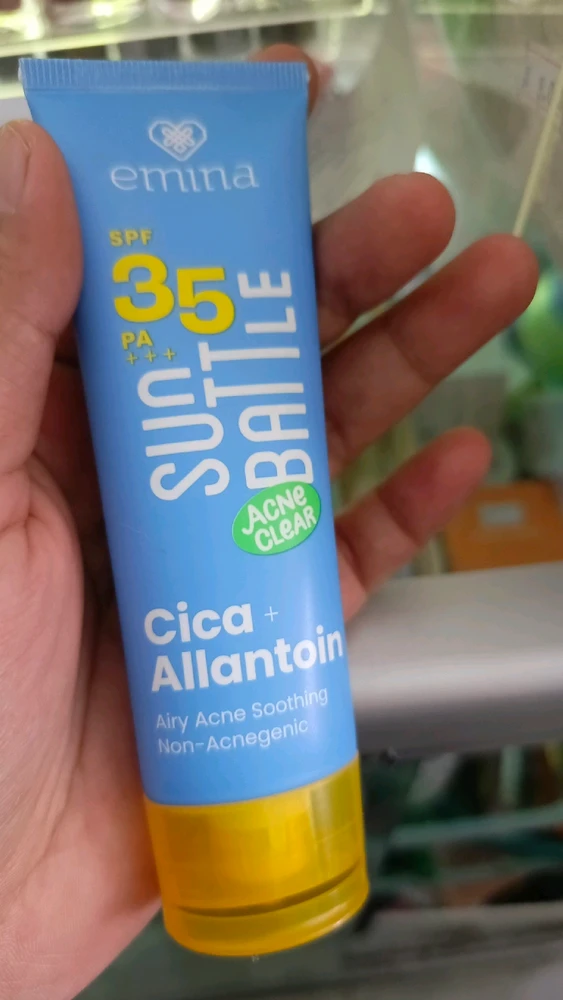 emina
SPF
35
PA
+++
SUN
BATTLE
ACNE
CLEAR
Cica +
Allantoin
Airy Acne Soothing
Non-Acnegenic